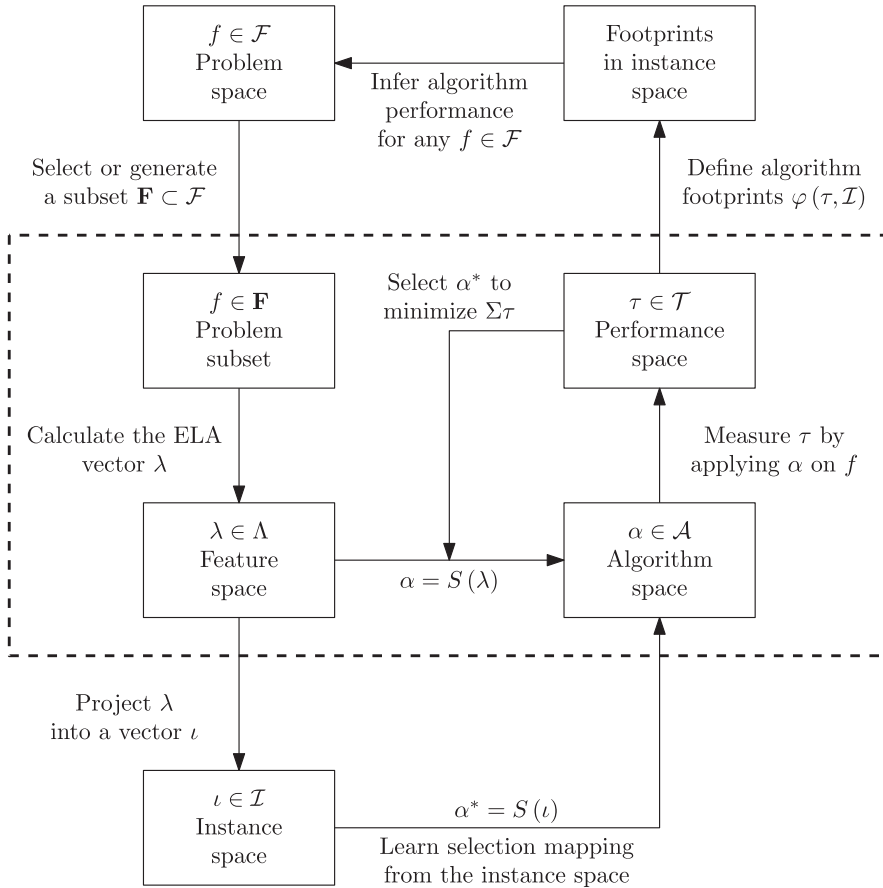 f ∈ ℱ
Problem
space
Footprints
in instance
space
Infer algorithm
performance
for any f ∈ ℱ
Select or generate
a subset 𝐅 ⊂ ℱ
Define algorithm
footprints φ (τ, ℐ)
f ∈ 𝐅
Problem
subset
Select α* to
minimize Στ
τ ∈ 𝒯
Performance
space
Calculate the ELA
vector λ
Measure τ by
applying α on f
λ ∈ Λ
Feature
space
α = S (λ)
α ∈ 𝒜
Algorithm
space
Project λ
into a vector ι
ι ∈ ℐ
Instance
space
α* = S (ι)
Learn selection mapping
from the instance space